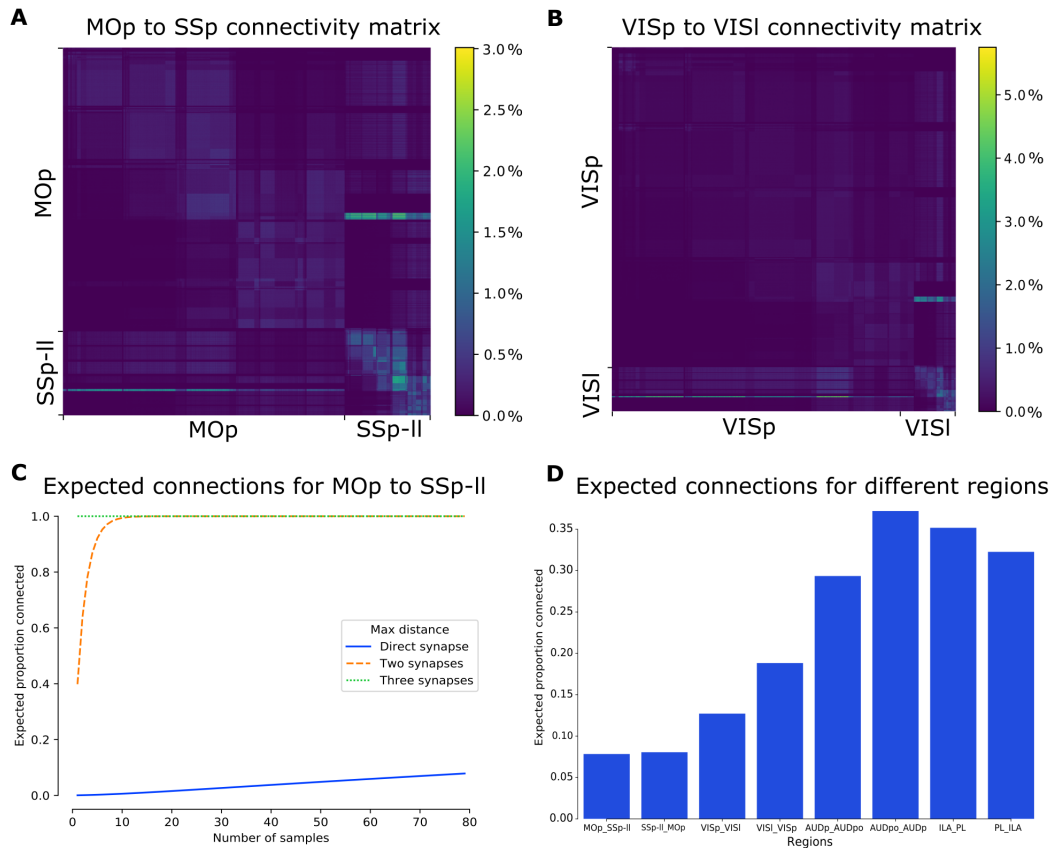 A
MOp to SSp connectivity matrix
MOp
SSp-ll
MOp
SSp-ll
3.0%
2.5%
2.0%
1.5%
1.0%
0.5%
0.0%
B
VISp to VISl connectivity matrix
VISp
VISl
VISp
VISl
5.0%
4.0%
3.0%
2.0%
1.0%
0.0%
C
Expected connections for MOp to SSp-ll
Expected proportion connected
1.0
0.8
0.6
0.4
0.2
0.0
Max distance
Direct synapse
Two synapses
Three synapses
0 10 20 30 40 50 60 70 80
Number of samples
D
Expected connections for different regions
Expected proportion connected
0.35
0.30
0.25
0.20
0.15
0.10
0.05
0.00
MOp_SSp-ll SSp-ll_MOp VISp_VISl VISl_VISp AUDp_AUDpo AUDpo_AUDp ILA_PL PL_ILA
Regions